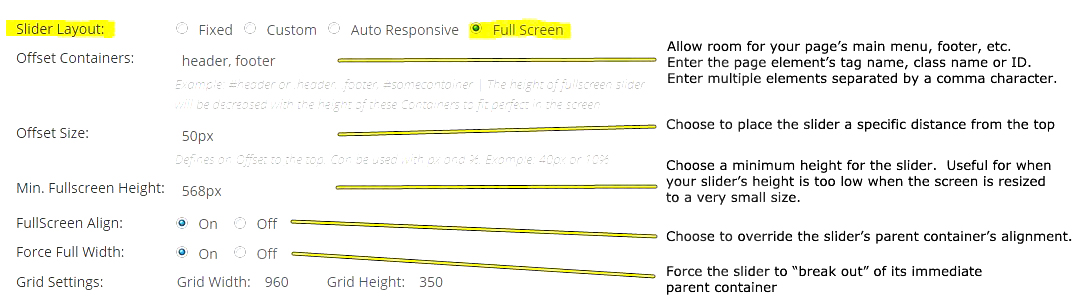 Slider Layout: Fixed Custom Auto Responsive Full Screen
Offset Containers: header, footer
Example: #header or .header, .footer, #somecontainer | The height of fullscreen slider
will be decreased with the height of these Containers to fit perfect in the screen
Allow room for your page's main menu, footer, etc.
Enter the page element's tag name, class name or ID.
Enter multiple elements separated by a comma character.
Offset Size: 50px
Defines an Offset to the top. Can be used with px and %. Example: 40px or 10%
Choose to place the slider a specific distance from the top
Min. Fullscreen Height: 568px
Choose a minimum height for the slider. Useful for when
your slider's height is too low when the screen is resized
to a very small size.
FullScreen Align: On Off
Choose to override the slider's parent container's alignment.
Force Full Width: On Off
Force the slider to “break out” of its immediate
parent container
Grid Settings: Grid Width: 960 Grid Height: 350